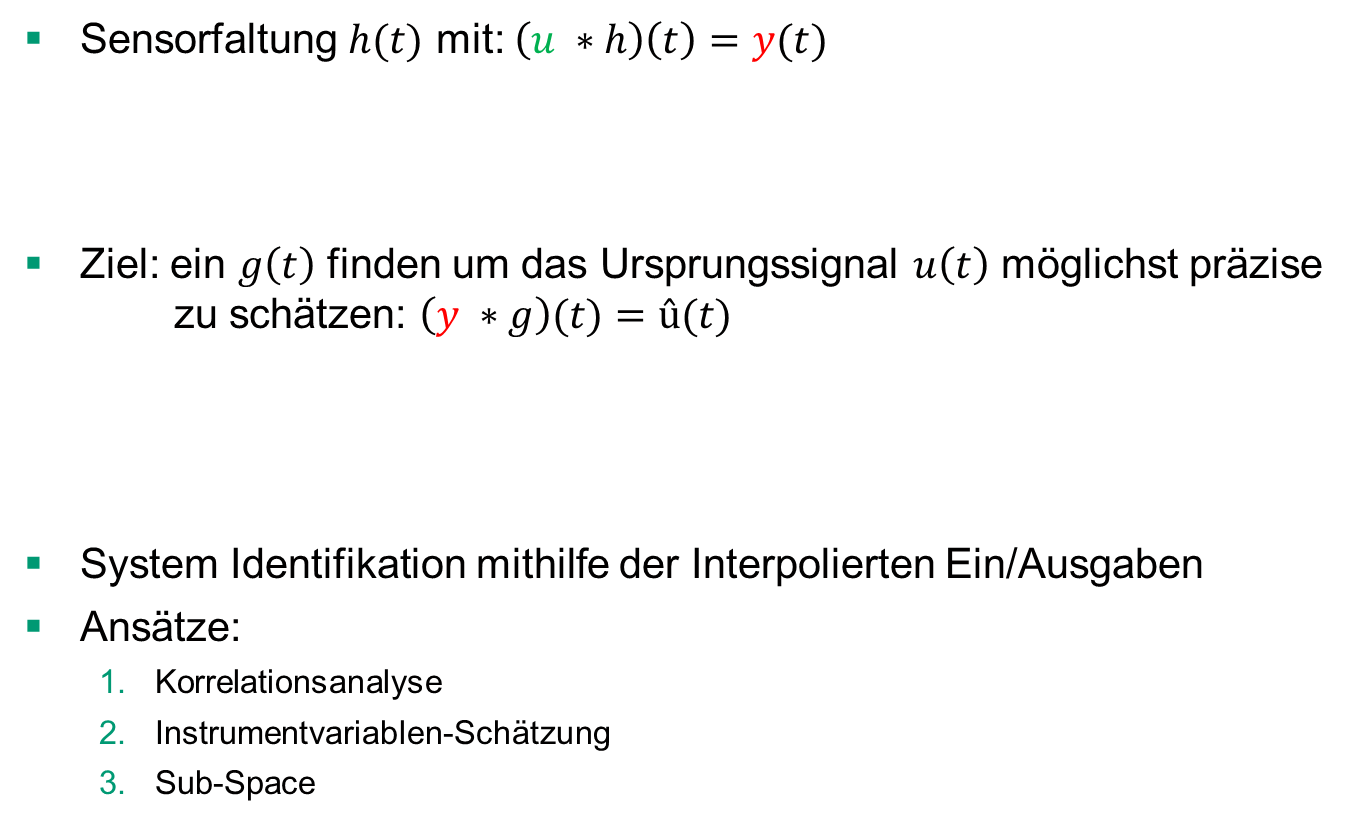 ▪ Sensorfaltung h(t) mit: (u * h)(t) = y(t)
▪ Ziel: ein g(t) finden um das Ursprungssignal u(t) möglichst präzise
zu schätzen: (y * g)(t) = û(t)
▪ System Identifikation mithilfe der Interpolierten Ein/Ausgaben
▪ Ansätze:
1. Korrelationsanalyse
2. Instrumentvariablen-Schätzung
3. Sub-Space